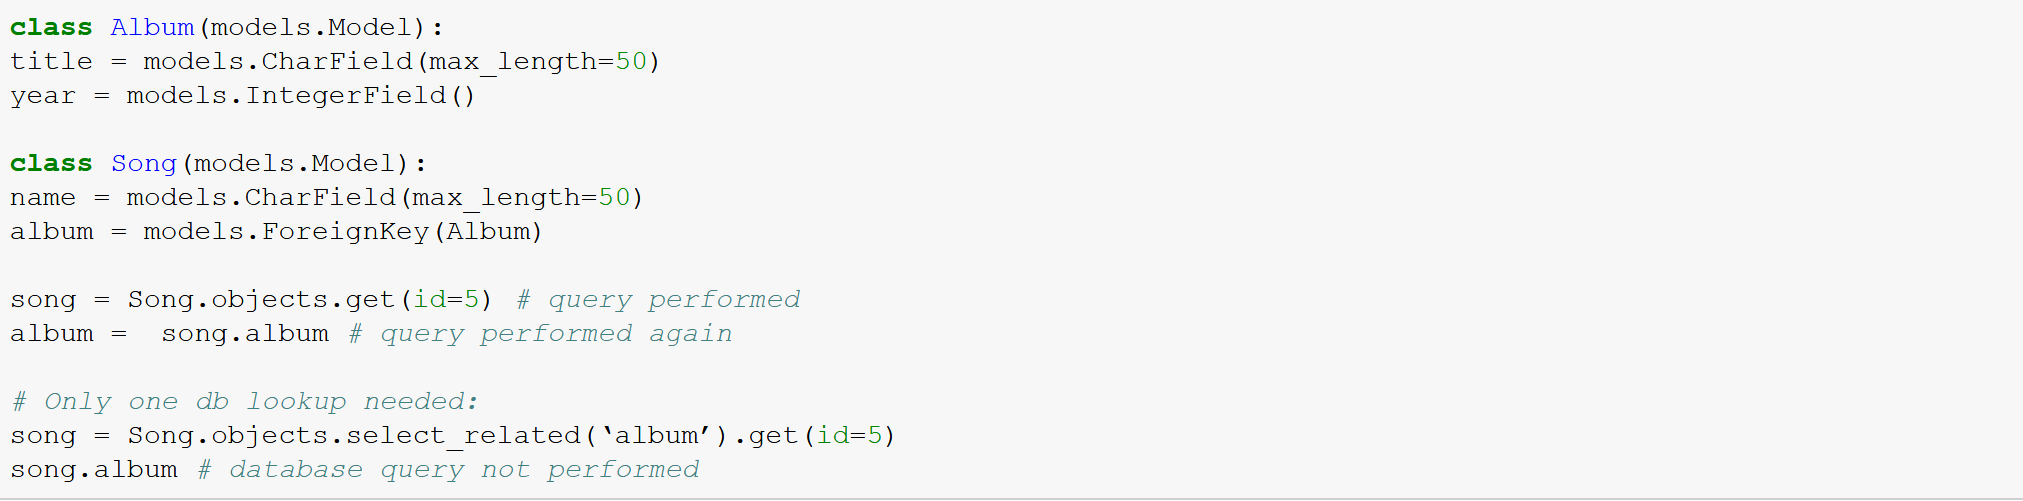 class Album(models.Model):
title = models.CharField(max_length=50)
year = models.IntegerField()
class Song(models.Model):
name = models.CharField(max_length=50)
album = models.ForeignKey(Album)
song = Song.objects.get(id=5) # query performed
album =  song.album # query performed again
# Only one db lookup needed:
song = Song.objects.select_related(‘album’).get(id=5)
song.album # database query not performed